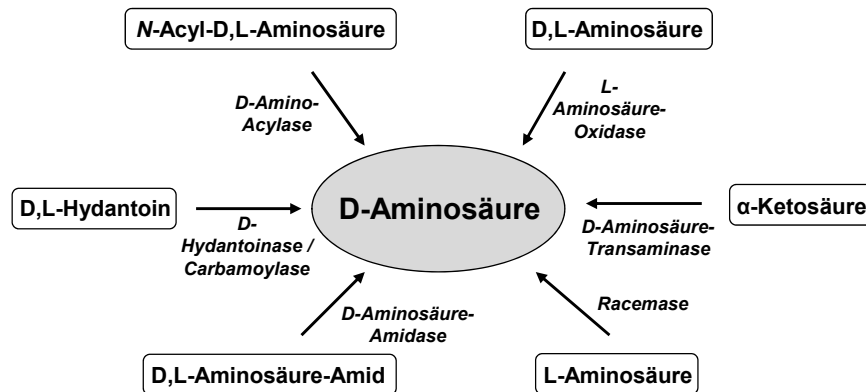 N-Acyl-D,L-Aminosäure
D,L-Aminosäure
D-Amino-
Acylase
L-
Aminosäure-
Oxidase
D,L-Hydantoin
D-Aminosäure
α-Ketosäure
D-
Hydantoinase /
Carbamoylase
D-Aminosäure-
Transaminase
D-Aminosäure-
Amidase
Racemase
D,L-Aminosäure-Amid
L-Aminosäure